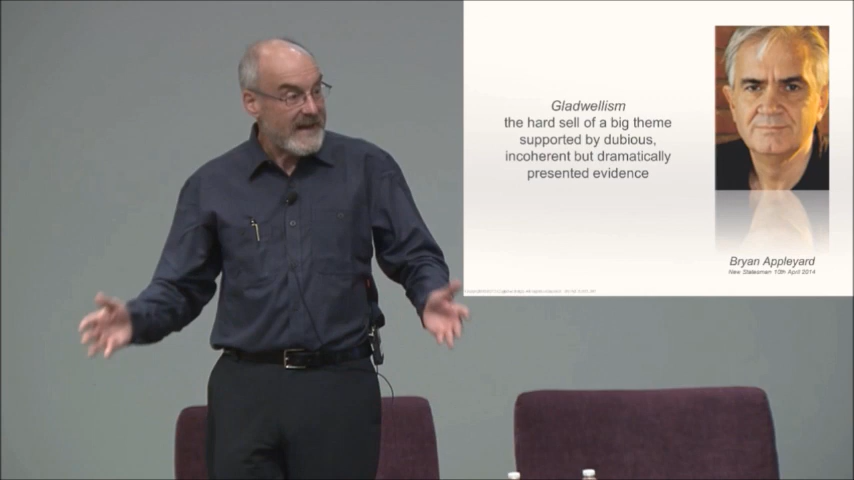 Gladwellism
the hard sell of a big theme
supported by dubious,
incoherent but dramatically
presented evidence
Bryan Appleyard
New Statesman 10th April 2014